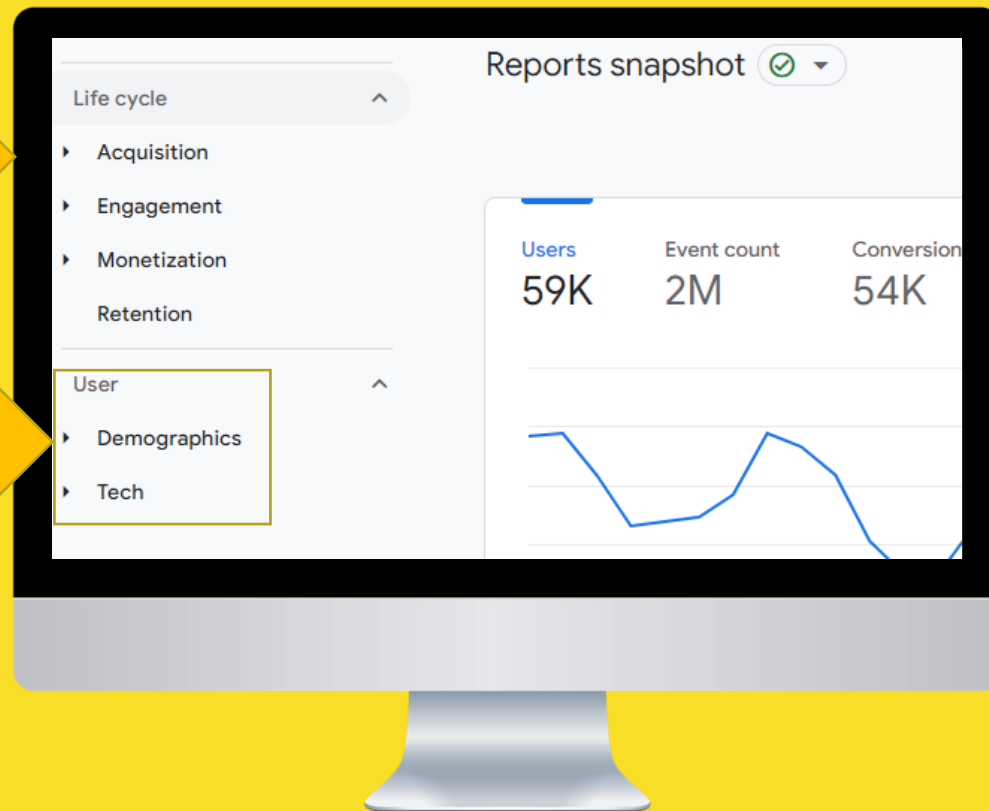 Reports snapshot
Life cycle
Acquisition
Engagement
Monetization
Retention
User
Demographics
Tech
Users
Event count
Conversion
59K
2M
54K